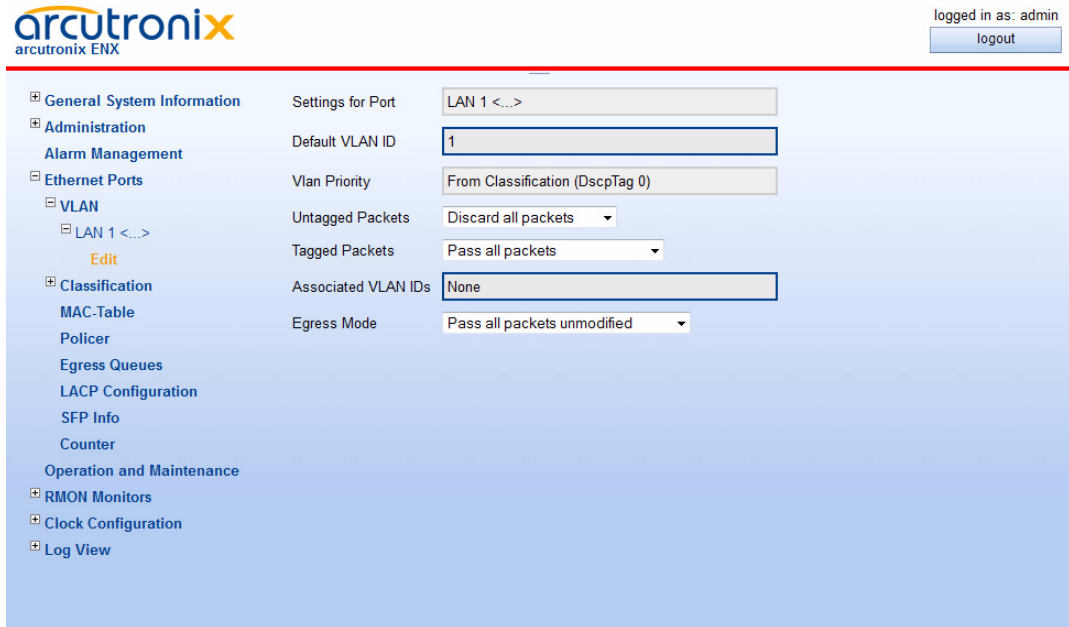 arcutronix
arcutronix ENX
logged in as: admin
logout
General System Information
Administration
Alarm Management
Ethernet Ports
VLAN
LAN 1 <...>
Edit
Classification
MAC-Table
Policer
Egress Queues
LACP Configuration
SFP Info
Counter
Operation and Maintenance
RMON Monitors
Clock Configuration
Log View
Settings for Port LAN 1 <...>
Default VLAN ID 1
Vlan Priority From Classification (DscpTag 0)
Untagged Packets Discard all packets
Tagged Packets Pass all packets
Associated VLAN IDs None
Egress Mode Pass all packets unmodified